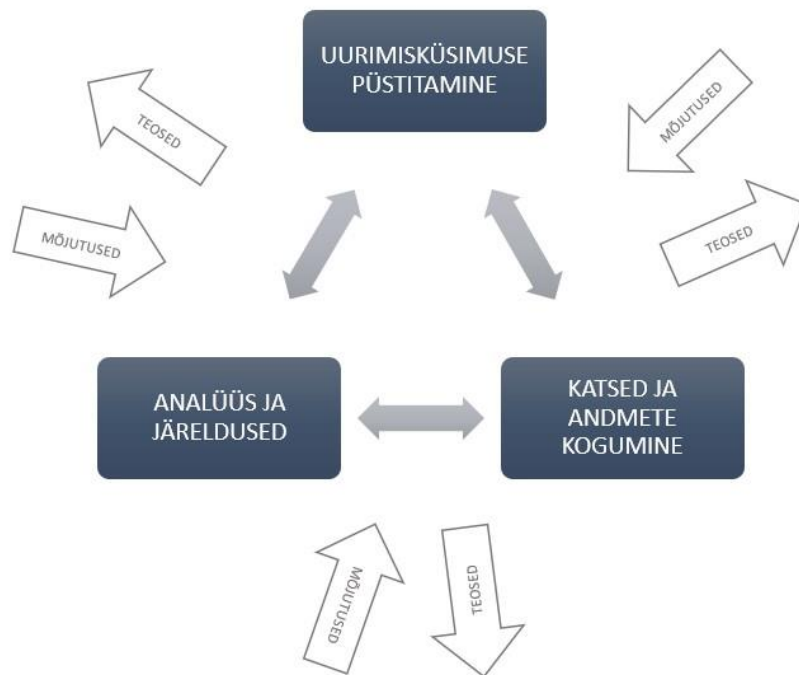 UURIMISKÜSIMUSE
PÜSTITAMINE
MÕJUTUSED
TEOSED
TEOSED
MÕJUTUSED
ANALÜÜS JA
JÄRELDUSED
KATSED JA
ANDMETE
KOGUMINE
MÕJUTUSED
TEOSED